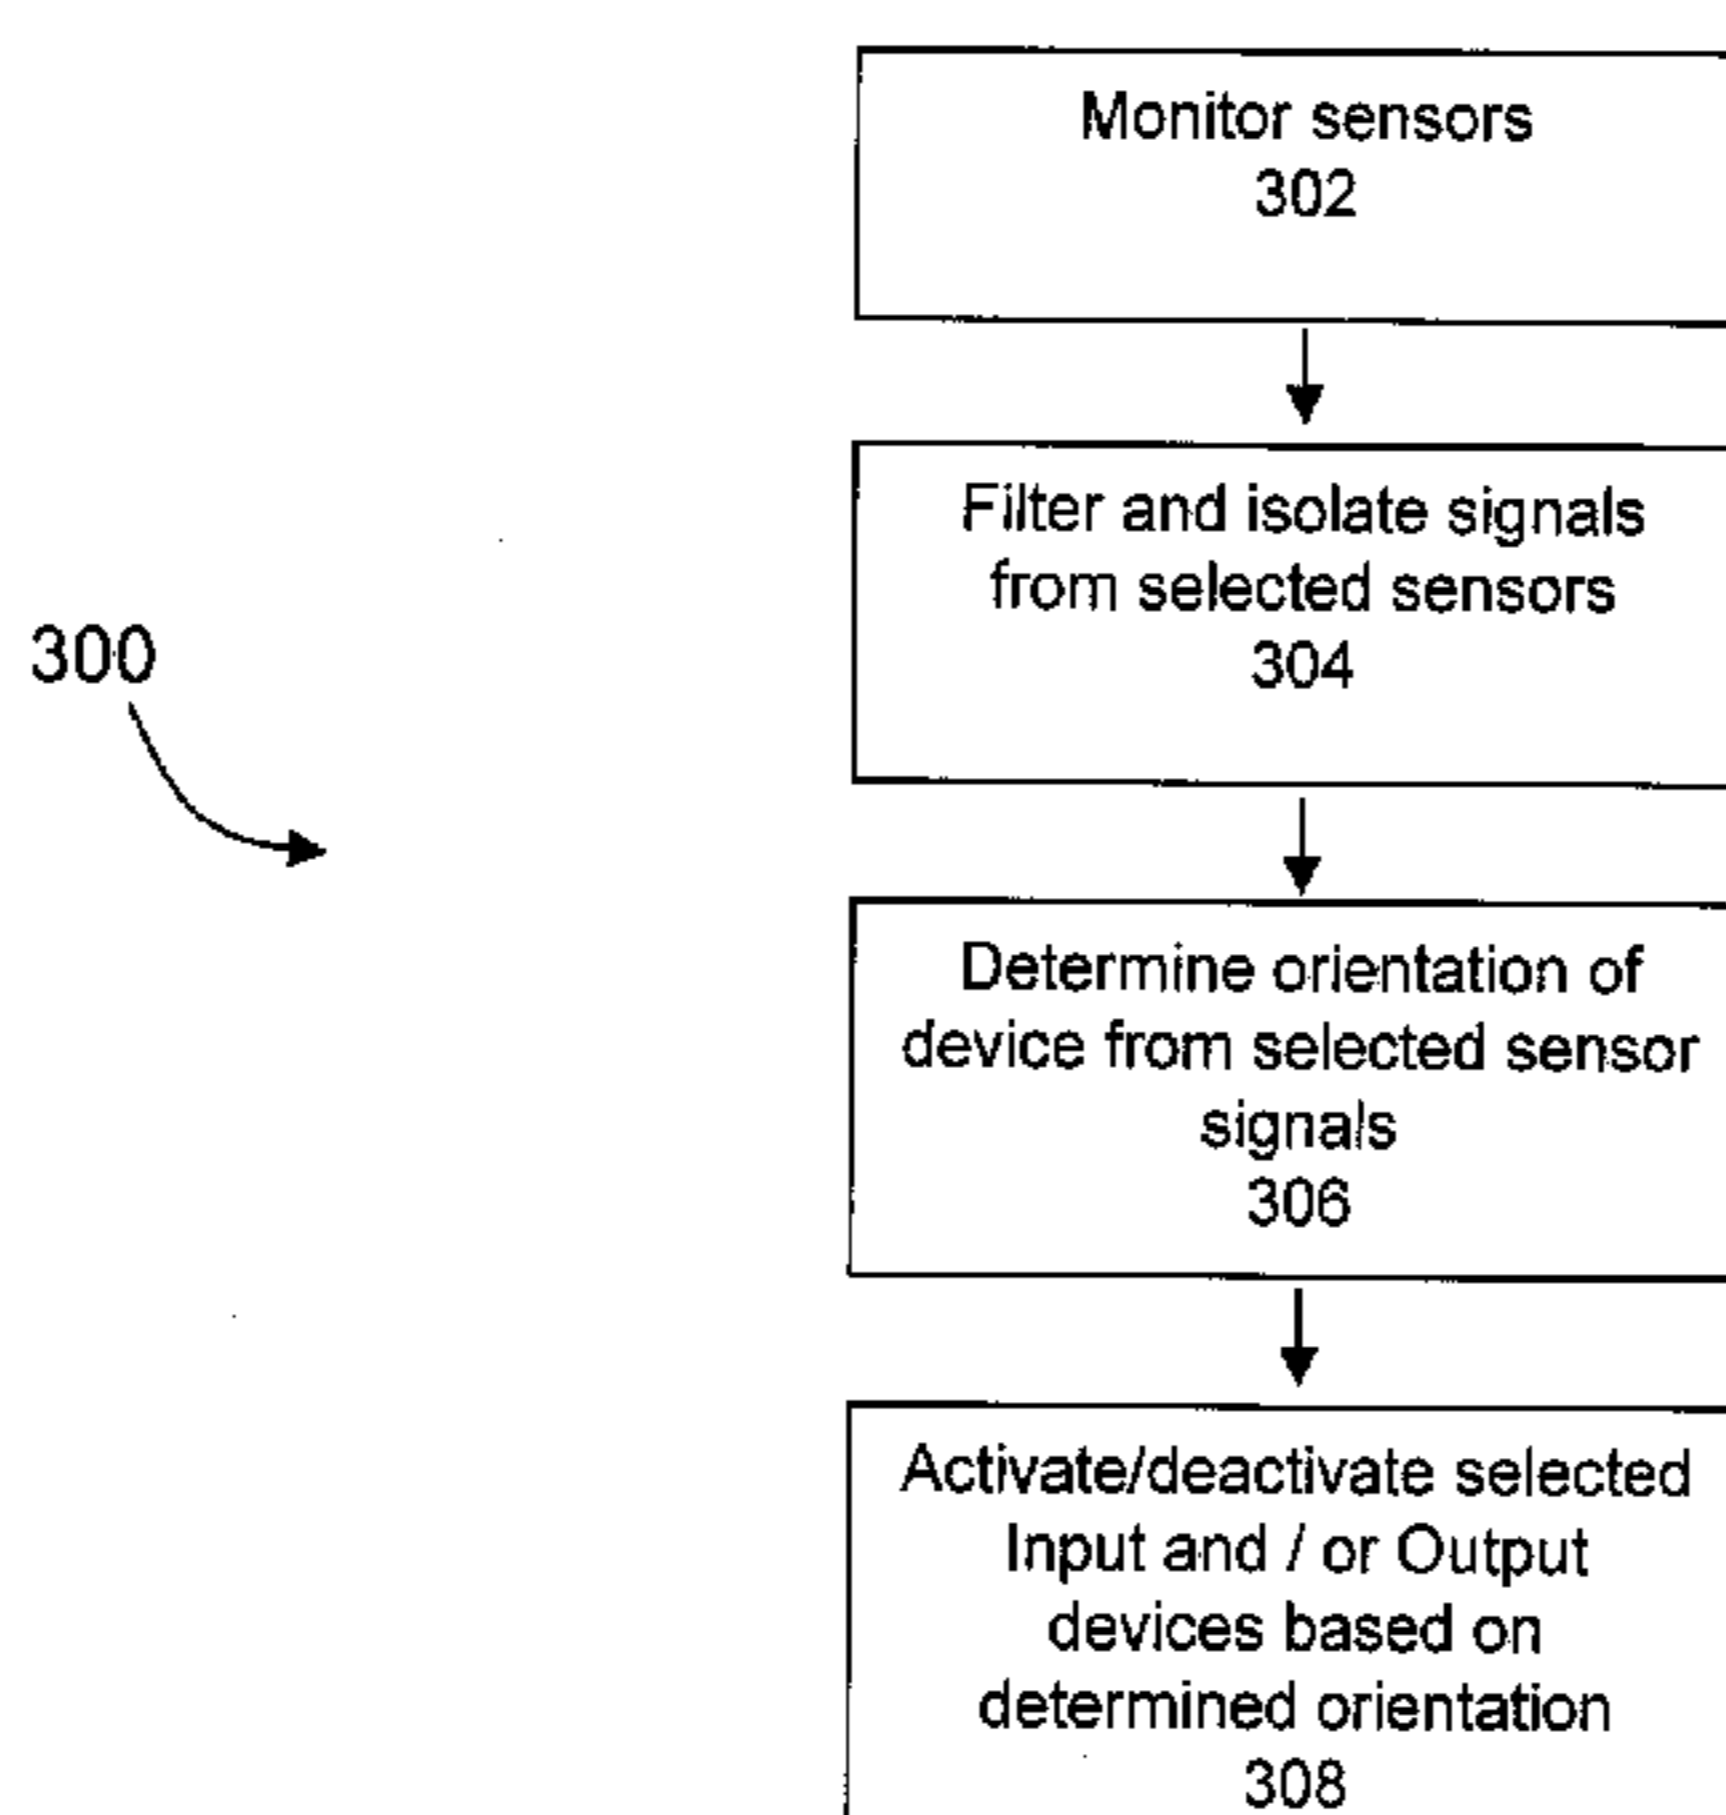 Monitor sensors
302
Filter and isolate signals
from selected sensors
304
300
Determine orientation of
device from selected sensor
signals
306
Activate/deactivate selected
Input and / or Output
devices based on
determined orientation
308